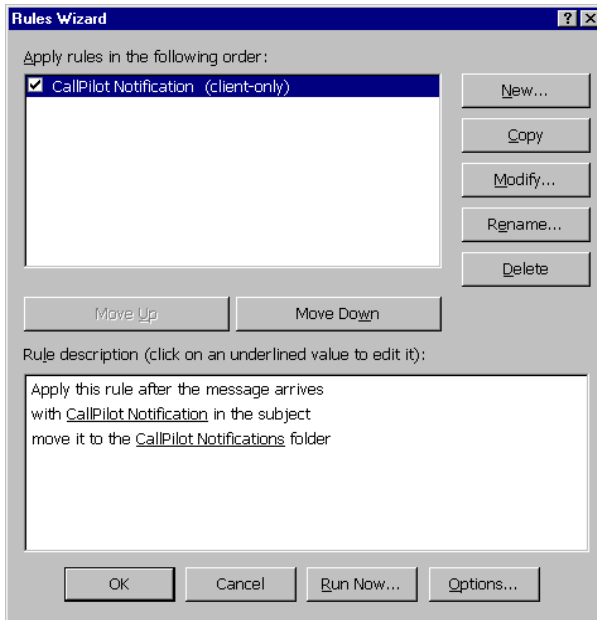 Rules Wizard
Apply rules in the following order:
CallPilot Notification (client-only)
New...
Copy
Modify...
Rename...
Delete
Move Up
Move Down
Rule description (click on an underlined value to edit it):
Apply this rule after the message arrives
with CallPilot Notification in the subject
move it to the CallPilot Notifications folder
OK
Cancel
Run Now...
Options...